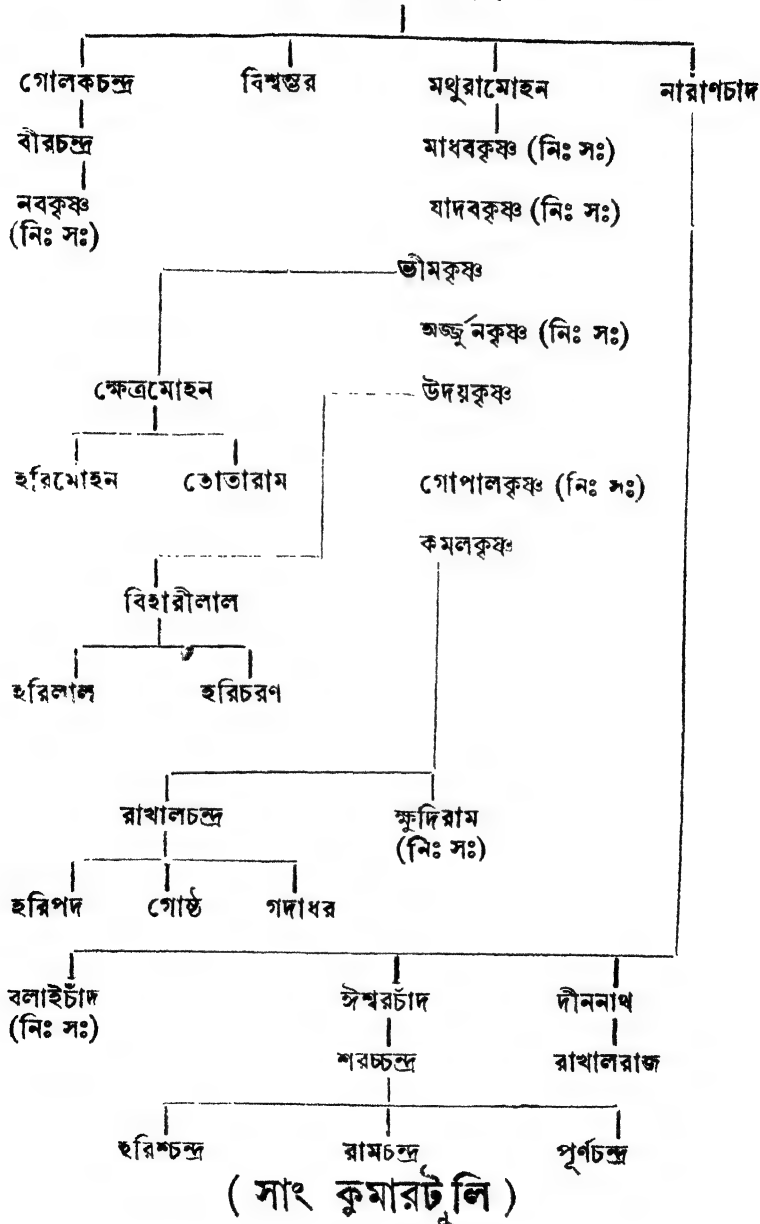 গোলকচন্দ্র বিশ্বম্ভর মথুরামোহন নারাণচাঁদ
বীরচন্দ্র মাধবকৃষ্ণ (নিঃ সঃ)
নবকৃষ্ণ যাদবকৃষ্ণ (নিঃ সঃ)
(নিঃ সঃ)
ভীমকৃষ্ণ
অর্জ্জুনকৃষ্ণ (নিঃ সঃ)
ক্ষেত্রমোহন উদয়কৃষ্ণ
হরিমোহন তোতারাম গোপালকৃষ্ণ (নিঃ সঃ)
কমলকৃষ্ণ
বিহারীলাল
হরিলাল হরিচরণ
রাখালচন্দ্র ক্ষুদিরাম
(নিঃ সঃ)
হরিপদ গোষ্ঠ গদাধর
বলাইচাঁদ ঈশ্বরচাঁদ দীননাথ
(নিঃ সঃ)
শরচ্চন্দ্র রাখালরাজ
হরিশ্চন্দ্র রামচন্দ্র পূর্ণচন্দ্র
( সাং কুমারটুলি )